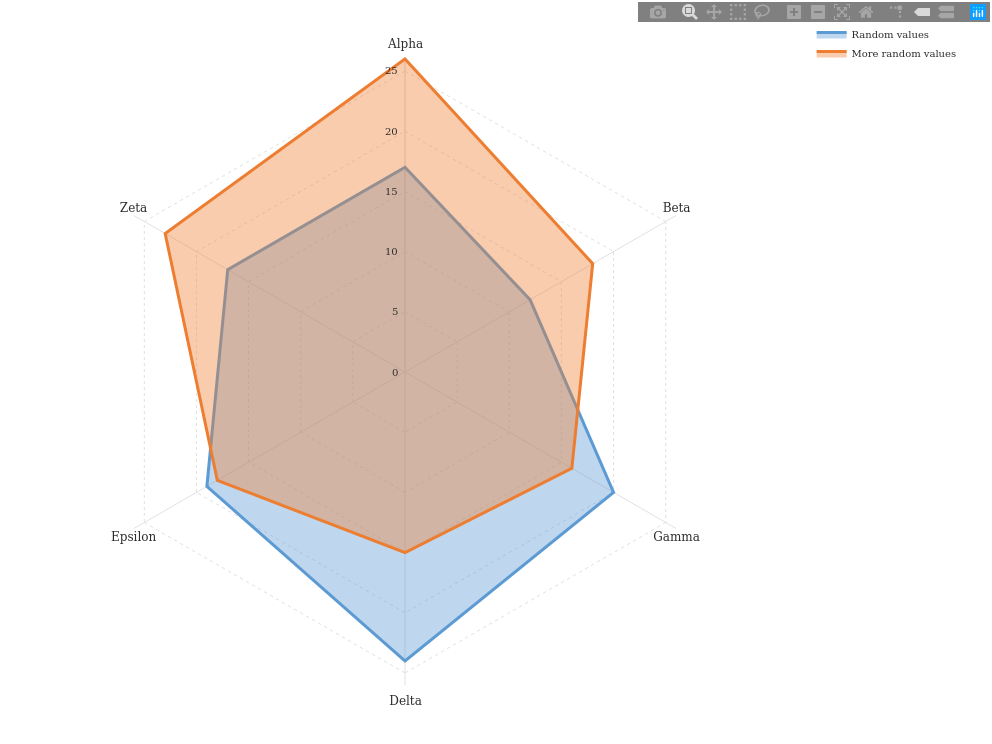 Random values
More random values
Alpha
25
20
Zeta
Beta
15
10
5
0
Epsilon
Gamma
Delta